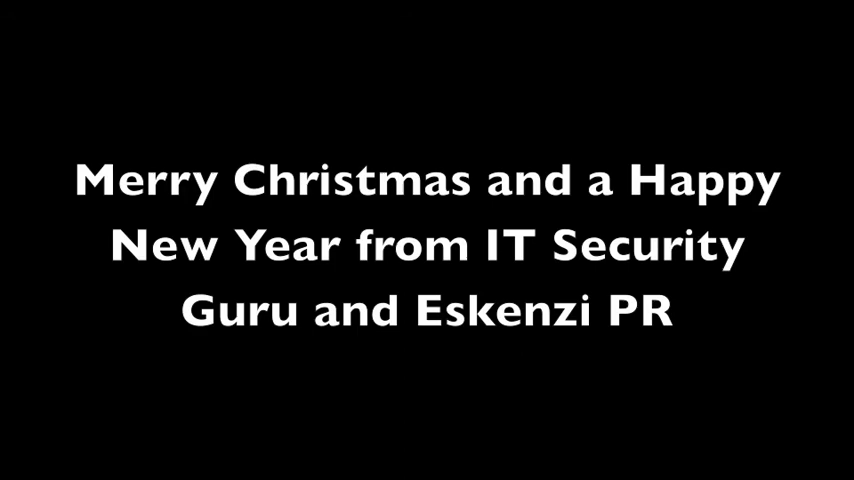 Merry Christmas and a Happy
New Year from IT Security
Guru and Eskenzi PR